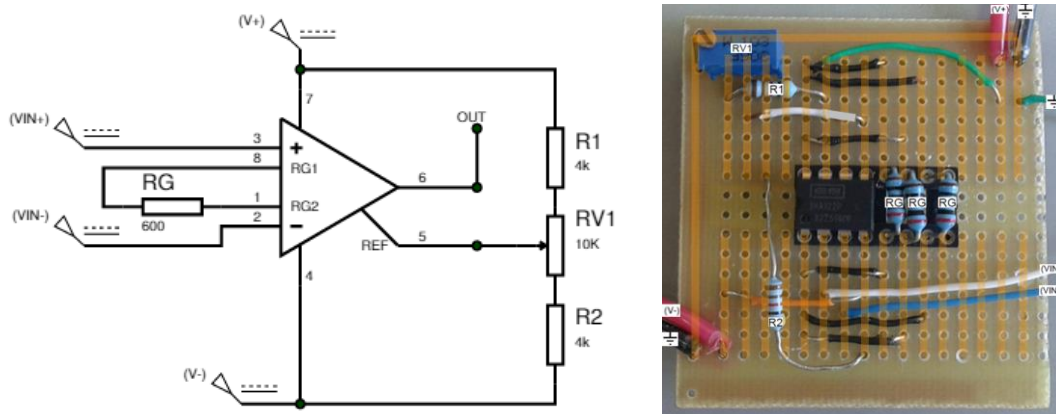 (V+)
7
(VIN+)
3
8
RG1
RG
600
1
RG2
(VIN-)
2
6
OUT
REF
5
4
R1
4k
RV1
10K
R2
4k
(V-)
(V+)
RV1
R1
RG
RG
RG
(VIN
(VIN
R2
(V-)